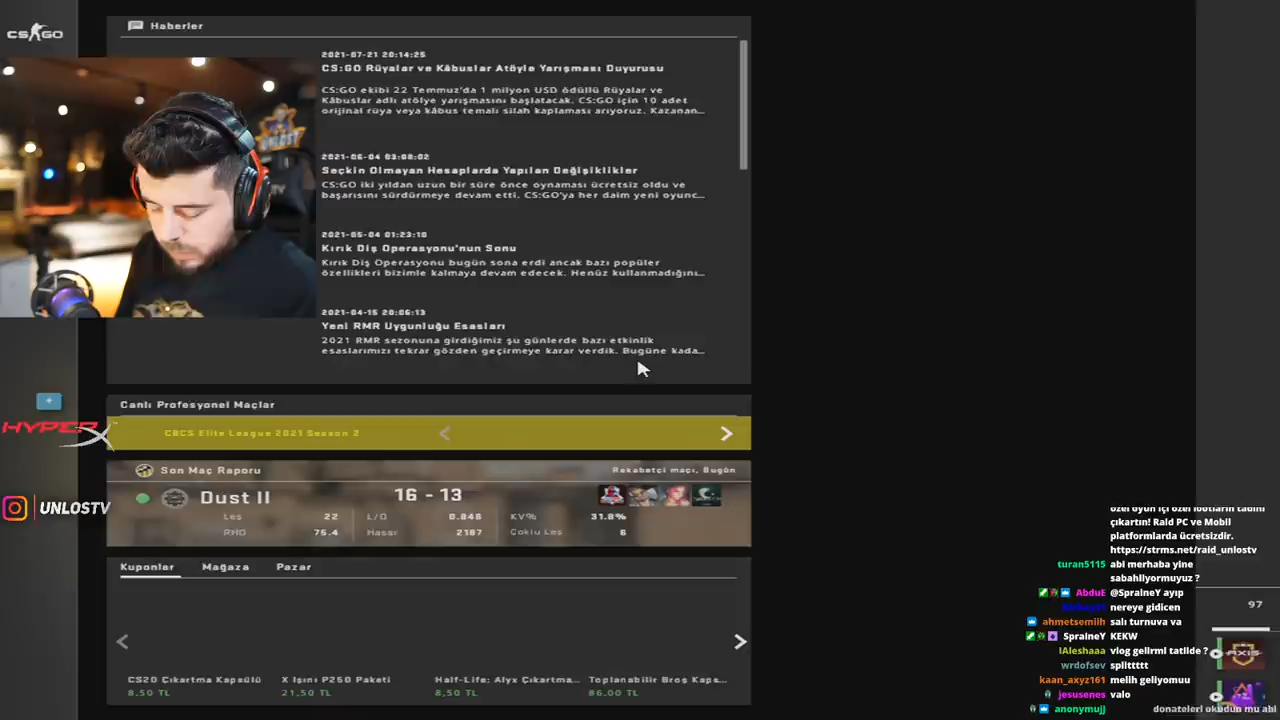 CS GO
Haberler
2021-07-21 20:14:25
CS:GO Rüyalar ve Kâbuslar Atölye Yarışması Duyurusu
CS:GO ekibi 22 Temmuz'da 1 milyon USD ödüllü Rüyalar ve
Kâbuslar adlı atölye yarışmasını başlatacak. CS:GO için 10 adet
orijinal rüya veya kâbus temalı silah kaplaması arıyoruz. Kazanan...
2021-06-04 03:08:02
Seçkin Olmayan Hesaplarda Yapılan Değişiklikler
CS:GO iki yıldan uzun bir süre önce oynaması ücretsiz oldu ve
başarısını sürdürmeye devam etti. CS:GO'ya her daim yeni oyunc...
2021-05-04 01:23:18
Kırık Diş Operasyonu'nun Sonu
Kırık Diş Operasyonu bugün sona erdi ancak bazı popüler
özellikleri bizimle kalmaya devam edecek. Henüz kullanmadığını...
2021-04-15 20:06:13
Yeni RMR Uygunluğu Esasları
2021 RMR sezonuna girdiğimiz şu günlerde bazı etkinlik
esaslarımızı tekrar gözden geçirmeye karar verdik. Bugüne kada...
UNLOST
HYPERX
UNLOSTV
Canlı Profesyonel Maçlar
CBCS Elite League 2021 Season 2
Son Maç Raporu
Rekabetçi maçı, Bugün
Dust II
16 - 13
Leş 22 L/Ö 0.846 KV% 31.8%
RHO 75.4 Hasar 2187 Çoklu Leş 6
Kuponlar Mağaza Pazar
CS20 Çıkartma Kapsülü X Işını P250 Paketi Half-Life: Alyx Çıkartma... Toplanabilir Broş Kaps...
8,50 TL 21,50 TL 8,50 TL 86,00 TL
özel oyun içi özel lootların tadını
çıkartın! Raid PC ve Mobil
platformlarda ücretsizdir.
https://strms.net/raid_unlostv
turan5115 abi merhaba yine
sabahlıyormuyuz ?
AbduE @SpraineY ayıp
nereye gidicen
ahmetsemiih salı turnuva va
SpraineY KEKW
lAleshaaa vlog gelirmi tatilde ?
wrdofsev splittttt
kaan_axyz161 melih geliyomuu
jesusenes valo
anonymujj donateleri okudun mu abi
97
AXIS